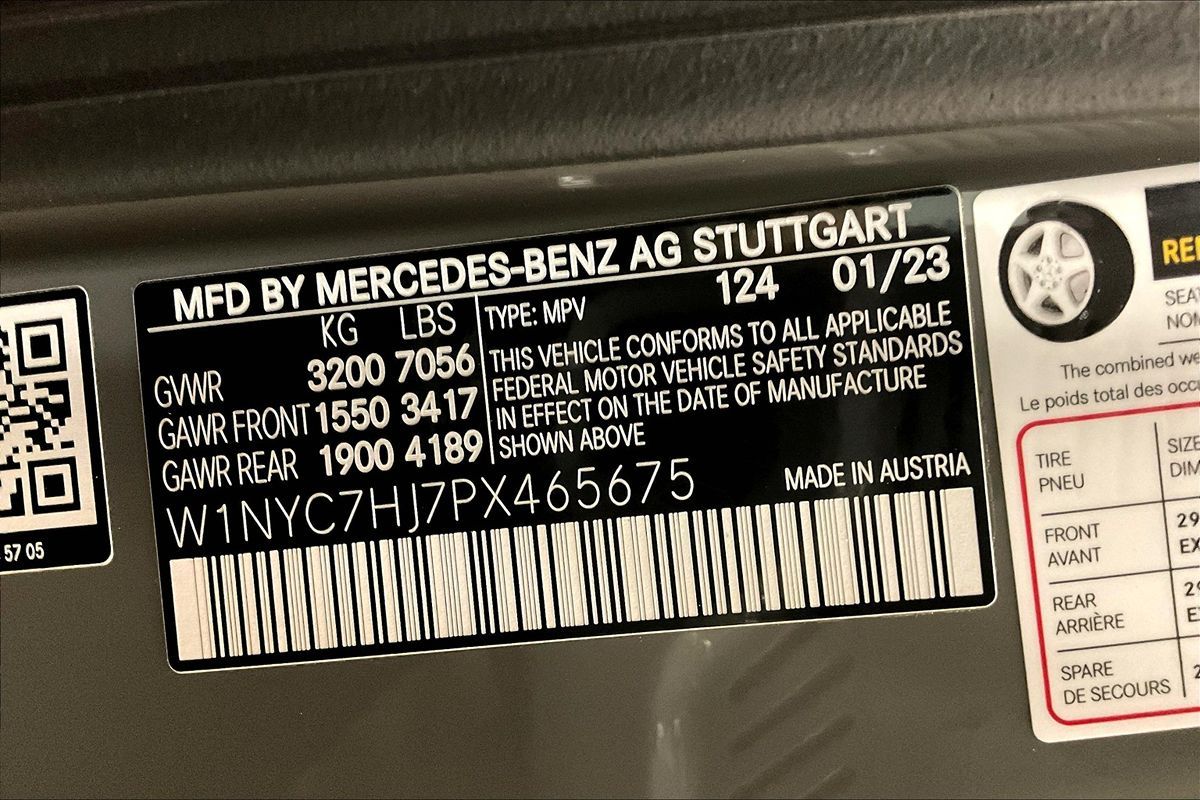 MFD BY MERCEDES-BENZ AG STUTTGART
KG LBS
GVWR 3200 7056
GAWR FRONT 1550 3417
GAWR REAR 1900 4189
TYPE: MPV 124 01/23
THIS VEHICLE CONFORMS TO ALL APPLICABLE
FEDERAL MOTOR VEHICLE SAFETY STANDARDS
IN EFFECT ON THE DATE OF MANUFACTURE
SHOWN ABOVE
W1NYC7HJ7PX465675
MADE IN AUSTRIA
57 05
The combined
Le poids total des
TIRE
PNEU
FRONT
AVANT
REAR
ARRIÈRE
SPARE
DE SECOURS